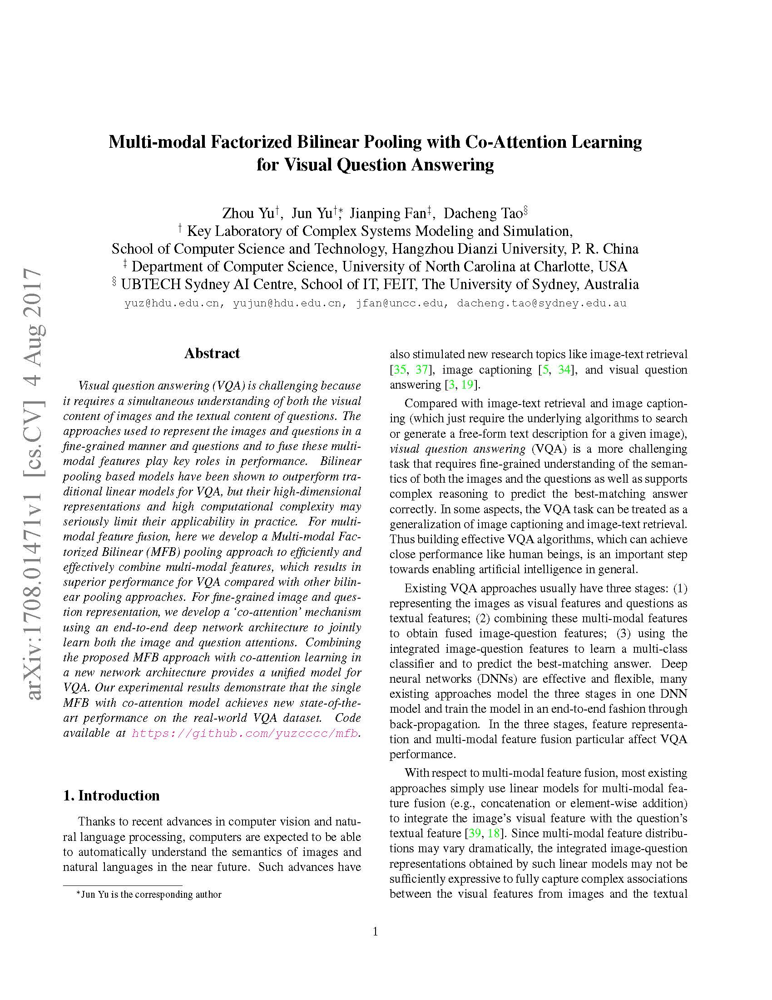 arXiv:1708.01471v1 [cs.CV] 4 Aug 2017
Multi-modal Factorized Bilinear Pooling with Co-Attention Learning
for Visual Question Answering
Zhou Yu†, Jun Yu†*, Jianping Fan‡, Dacheng Tao§
† Key Laboratory of Complex Systems Modeling and Simulation,
School of Computer Science and Technology, Hangzhou Dianzi University, P. R. China
‡ Department of Computer Science, University of North Carolina at Charlotte, USA
§ UBTECH Sydney AI Centre, School of IT, FEIT, The University of Sydney, Australia
yuz@hdu.edu.cn, yujun@hdu.edu.cn, jfan@uncc.edu, dacheng.tao@sydney.edu.au
Abstract
Visual question answering (VQA) is challenging because
it requires a simultaneous understanding of both the visual
content of images and the textual content of questions. The
approaches used to represent the images and questions in a
fine-grained manner and questions and to fuse these multi-
modal features play key roles in performance. Bilinear
pooling based models have been shown to outperform tra-
ditional linear models for VQA, but their high-dimensional
representations and high computational complexity may
seriously limit their applicability in practice. For multi-
modal feature fusion, here we develop a Multi-modal Fac-
torized Bilinear (MFB) pooling approach to efficiently and
effectively combine multi-modal features, which results in
superior performance for VQA compared with other bilin-
ear pooling approaches. For fine-grained image and ques-
tion representation, we develop a ‘co-attention’ mechanism
using an end-to-end deep network architecture to jointly
learn both the image and question attentions. Combining
the proposed MFB approach with co-attention learning in
a new network architecture provides a unified model for
VQA. Our experimental results demonstrate that the single
MFB with co-attention model achieves new state-of-the-
art performance on the real-world VQA dataset. Code
available at https://github.com/yuzcccc/mfb.
1. Introduction
Thanks to recent advances in computer vision and natu-
ral language processing, computers are expected to be able
to automatically understand the semantics of images and
natural languages in the near future. Such advances have
*Jun Yu is the corresponding author
also stimulated new research topics like image-text retrieval
[35, 37], image captioning [5, 34], and visual question
answering [3, 19].
Compared with image-text retrieval and image caption-
ing (which just require the underlying algorithms to search
or generate a free-form text description for a given image),
visual question answering (VQA) is a more challenging
task that requires fine-grained understanding of the seman-
tics of both the images and the questions as well as supports
complex reasoning to predict the best-matching answer
correctly. In some aspects, the VQA task can be treated as a
generalization of image captioning and image-text retrieval.
Thus building effective VQA algorithms, which can achieve
close performance like human beings, is an important step
towards enabling artificial intelligence in general.
Existing VQA approaches usually have three stages: (1)
representing the images as visual features and questions as
textual features; (2) combining these multi-modal features
to obtain fused image-question features; (3) using the
integrated image-question features to learn a multi-class
classifier and to predict the best-matching answer. Deep
neural networks (DNNs) are effective and flexible, many
existing approaches model the three stages in one DNN
model and train the model in an end-to-end fashion through
back-propagation. In the three stages, feature representa-
tion and multi-modal feature fusion particular affect VQA
performance.
With respect to multi-modal feature fusion, most existing
approaches simply use linear models for multi-modal fea-
ture fusion (e.g., concatenation or element-wise addition)
to integrate the image’s visual feature with the question’s
textual feature [39, 18]. Since multi-modal feature distribu-
tions may vary dramatically, the integrated image-question
representations obtained by such linear models may not be
sufficiently expressive to fully capture complex associations
between the visual features from images and the textual
1